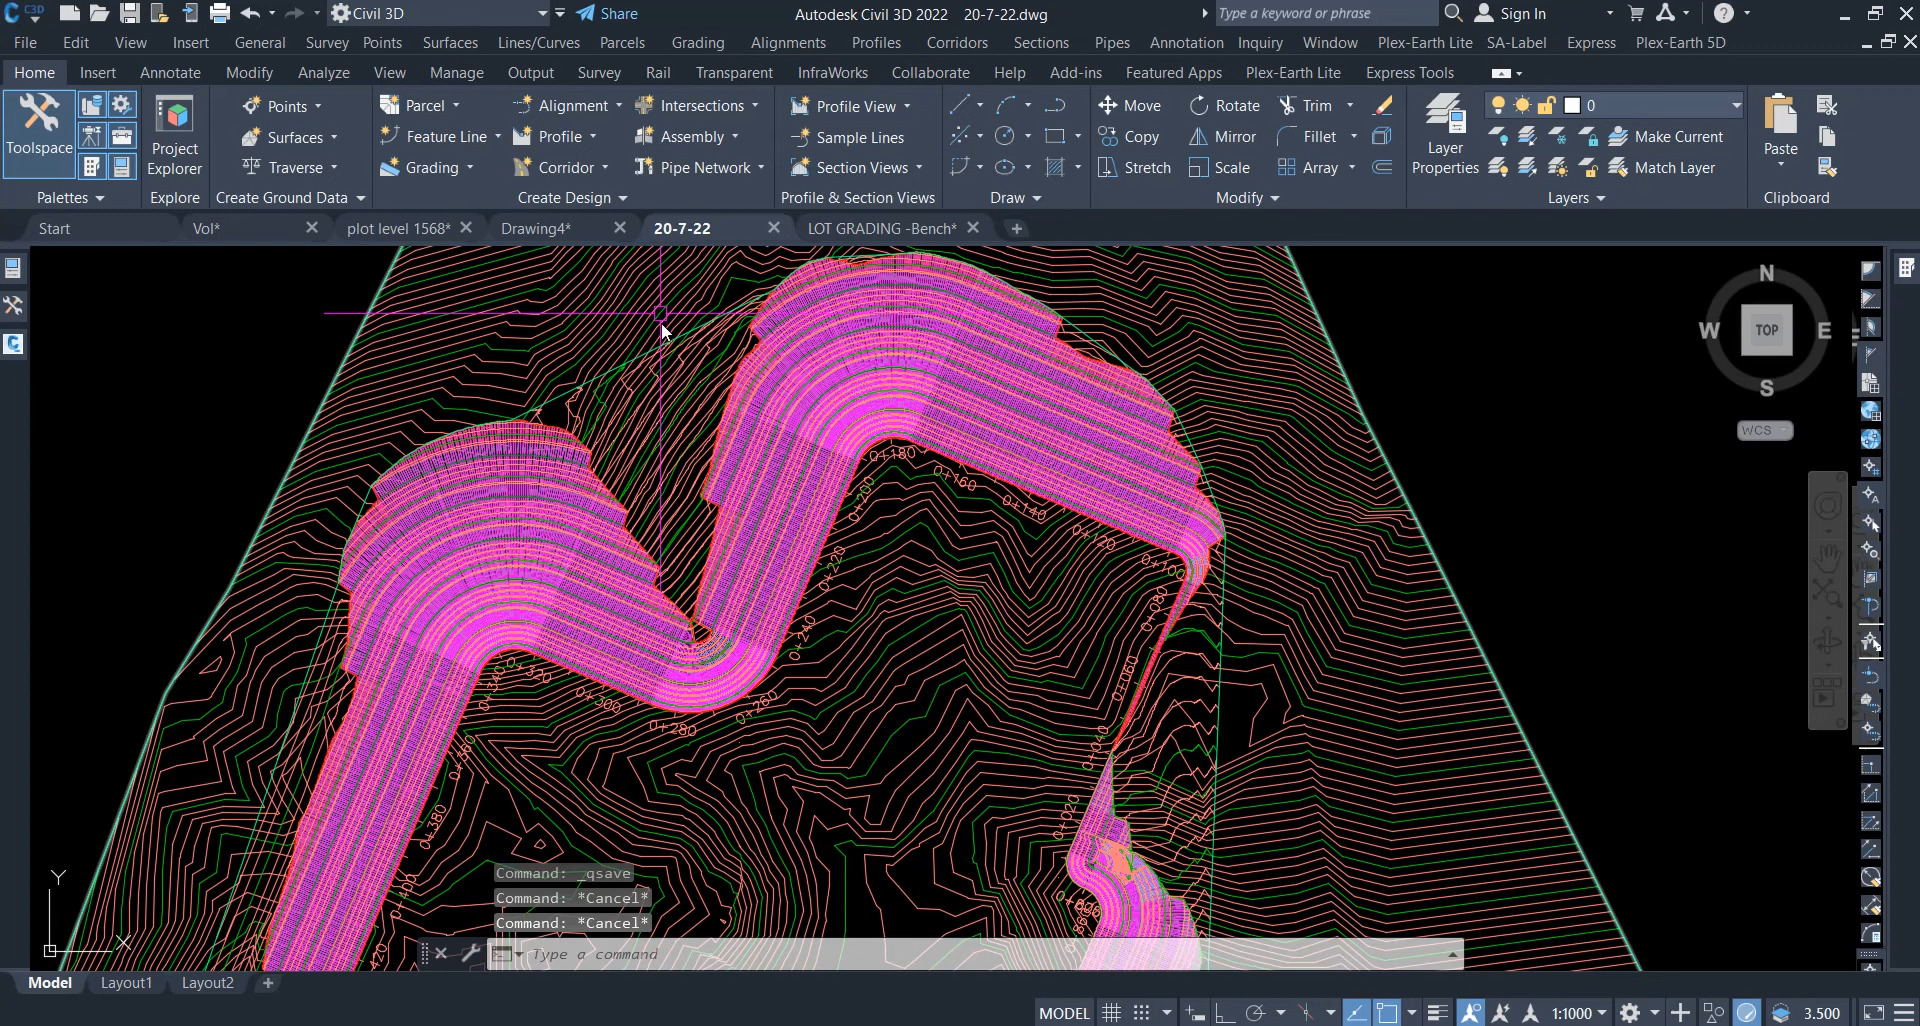 C3D Civil 3D Share Autodesk Civil 3D 2022 20-7-22.dwg Type a keyword or phrase Sign In
File Edit View Insert General Survey Points Surfaces Lines/Curves Parcels Grading Alignments Profiles Corridors Sections Pipes Annotation Inquiry Window Plex-Earth Lite SA-Label Express Plex-Earth 5D
Home Insert Annotate Modify Analyze View Manage Output Survey Rail Transparent InfraWorks Collaborate Help Add-ins Featured Apps Plex-Earth Lite Express Tools
Points Parcel Alignment Intersections Profile View Move Rotate Trim 0
Surfaces Feature Line Profile Assembly Sample Lines Copy Mirror Fillet Make Current
Toolspace Project Explorer Traverse Grading Corridor Pipe Network Section Views Stretch Scale Array Layer Properties Match Layer Paste
Palettes Explore Create Ground Data Create Design Profile & Section Views Draw Modify Layers Clipboard
Start Vol* plot level 1568* Drawing4* 20-7-22 LOT GRADING -Bench*
N
W TOP E
S
WCS
0+180
0+160
0+200
0+140
0+120
0+100
0+220
0+080
0+240
0+060
0+320
0+340
0+300
0+260
0+280
0+040
0+360
0+020
0+380
0+400
420
Y
X
Command: _qsave
Command: *Cancel*
Command: *Cancel*
Type a command
Model Layout1 Layout2
MODEL 1:1000 3.500